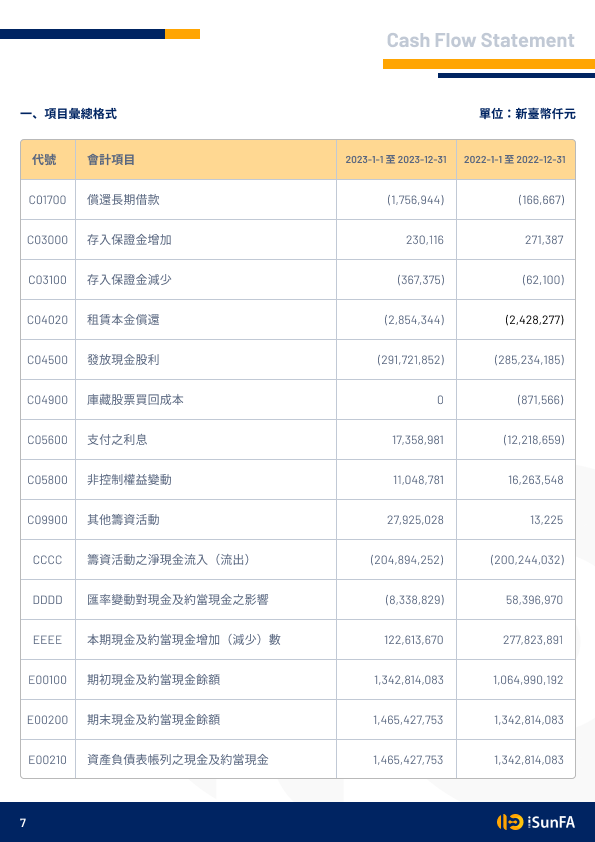 Cash Flow Statement
一、項目彙總格式 單位：新臺幣仟元
代號 會計項目 2023-1-1 至 2023-12-31 2022-1-1 至 2022-12-31
C01700 償還長期借款 (1,756,944) (166,667)
C03000 存入保證金增加 230,116 271,387
C03100 存入保證金減少 (367,375) (62,100)
C04020 租賃本金償還 (2,854,344) (2,428,277)
C04500 發放現金股利 (291,721,852) (285,234,185)
C04900 庫藏股票買回成本 0 (871,566)
C05600 支付之利息 17,358,981 (12,218,659)
C05800 非控制權益變動 11,048,781 16,263,548
C09900 其他籌資活動 27,925,028 13,225
CCCC 籌資活動之淨現金流入（流出） (204,894,252) (200,244,032)
DDDD 匯率變動對現金及約當現金之影響 (8,338,829) 58,396,970
EEEE 本期現金及約當現金增加（減少）數 122,613,670 277,823,891
E00100 期初現金及約當現金餘額 1,342,814,083 1,064,990,192
E00200 期末現金及約當現金餘額 1,465,427,753 1,342,814,083
E00210 資產負債表帳列之現金及約當現金 1,465,427,753 1,342,814,083
7 iSunFA